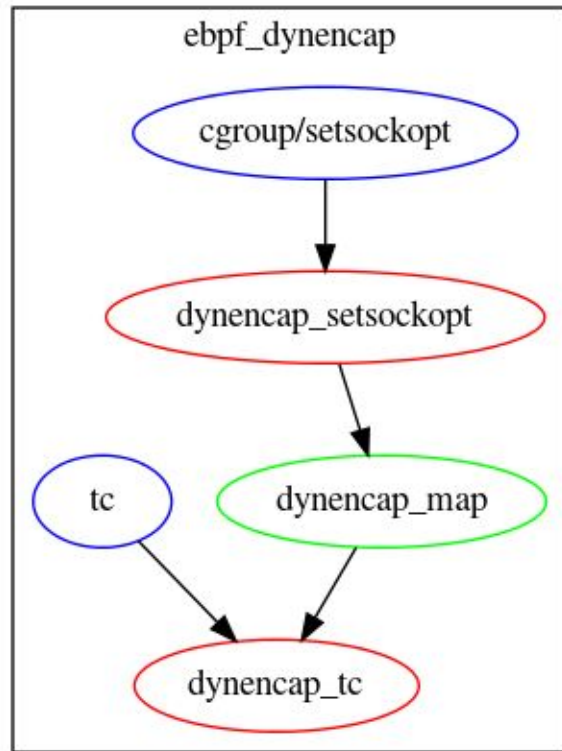 ebpf_dynencap
cgroup/setsockopt
dynencap_setsockopt
tc
dynencap_map
dynencap_tc